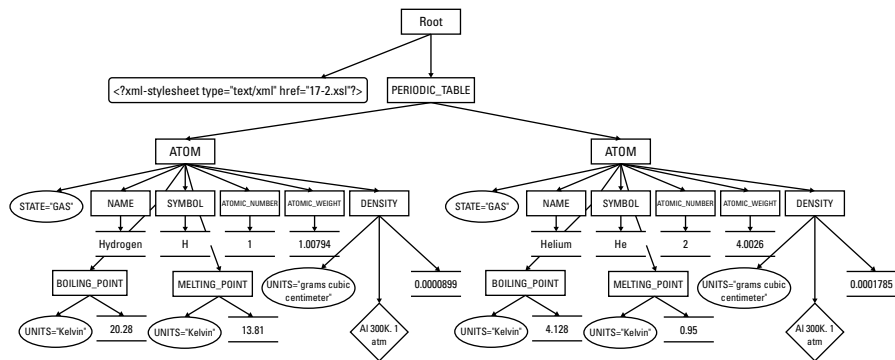 Root
<?xml-stylesheet type="text/xml" href="17-2.xsl"?>
PERIODIC_TABLE
ATOM
ATOM
STATE="GAS"
NAME
SYMBOL
ATOMIC_NUMBER
ATOMIC_WEIGHT
DENSITY
STATE="GAS"
NAME
SYMBOL
ATOMIC_NUMBER
ATOMIC_WEIGHT
DENSITY
Hydrogen
H
1
1.00794
Helium
He
2
4.0026
BOILING_POINT
MELTING_POINT
UNITS="grams cubic
centimeter"
0.0000899
BOILING_POINT
MELTING_POINT
UNITS="grams cubic
centimeter"
0.0001785
UNITS="Kelvin"
20.28
UNITS="Kelvin"
13.81
AI 300K. 1
atm
UNITS="Kelvin"
4.128
UNITS="Kelvin"
0.95
AI 300K. 1
atm